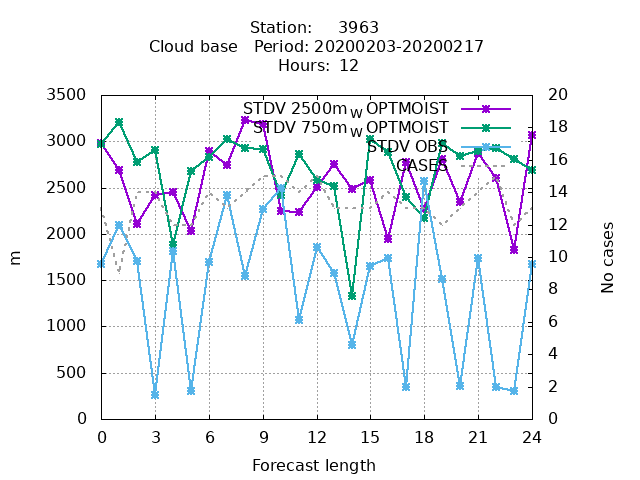 Station: 3963
Cloud base Period: 20200203-20200217
Hours: 12
3500
3000
2500
2000
1500
1000
500
0
m
STDV 2500m_W OPTMOIST
STDV 750m_W OPTMOIST
STDV OBS
CASES
20
18
16
14
12
10
8
6
4
2
0
No cases
0 3 6 9 12 15 18 21 24
Forecast length